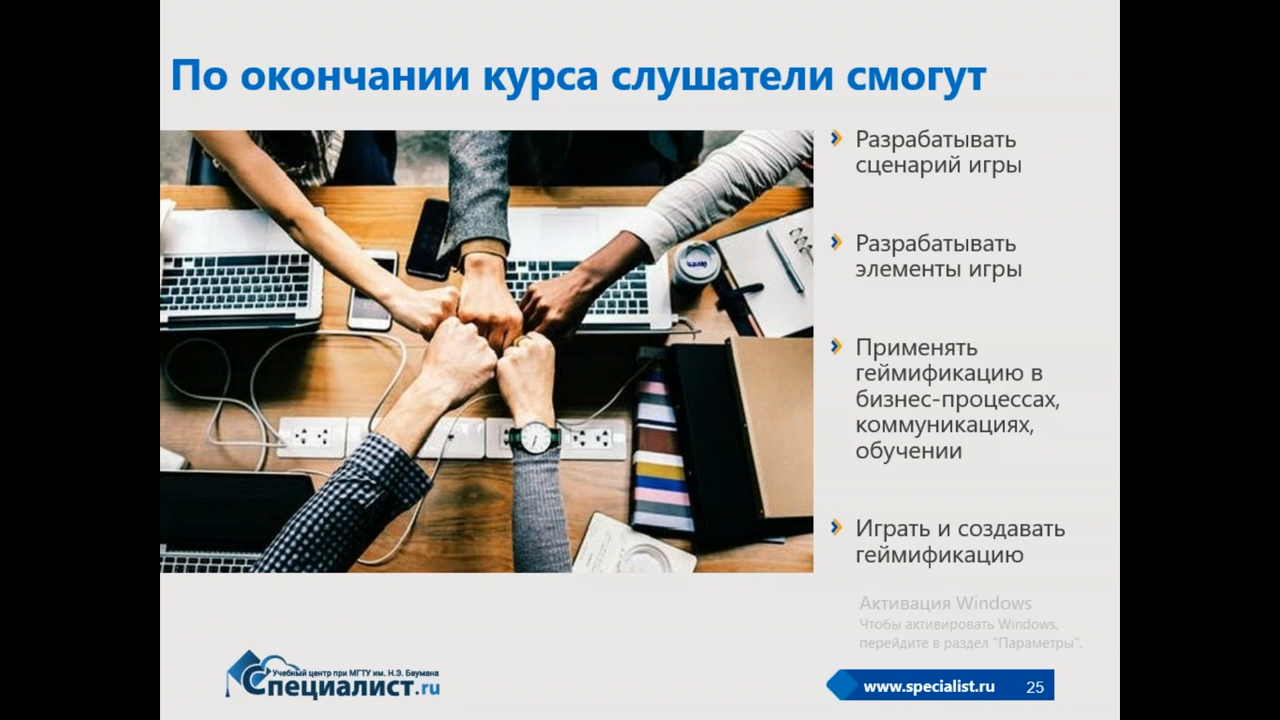 По окончании курса слушатели смогут
Разрабатывать
сценарий игры
Разрабатывать
элементы игры
Применять
геймификацию в
бизнес-процессах,
коммуникациях,
обучении
Играть и создавать
геймификацию
Активация Windows
Чтобы активировать Windows,
перейдите в раздел "Параметры".
Учебный центр при МГТУ им. Н.Э. Баумана
Специалист.ru
www.specialist.ru 25